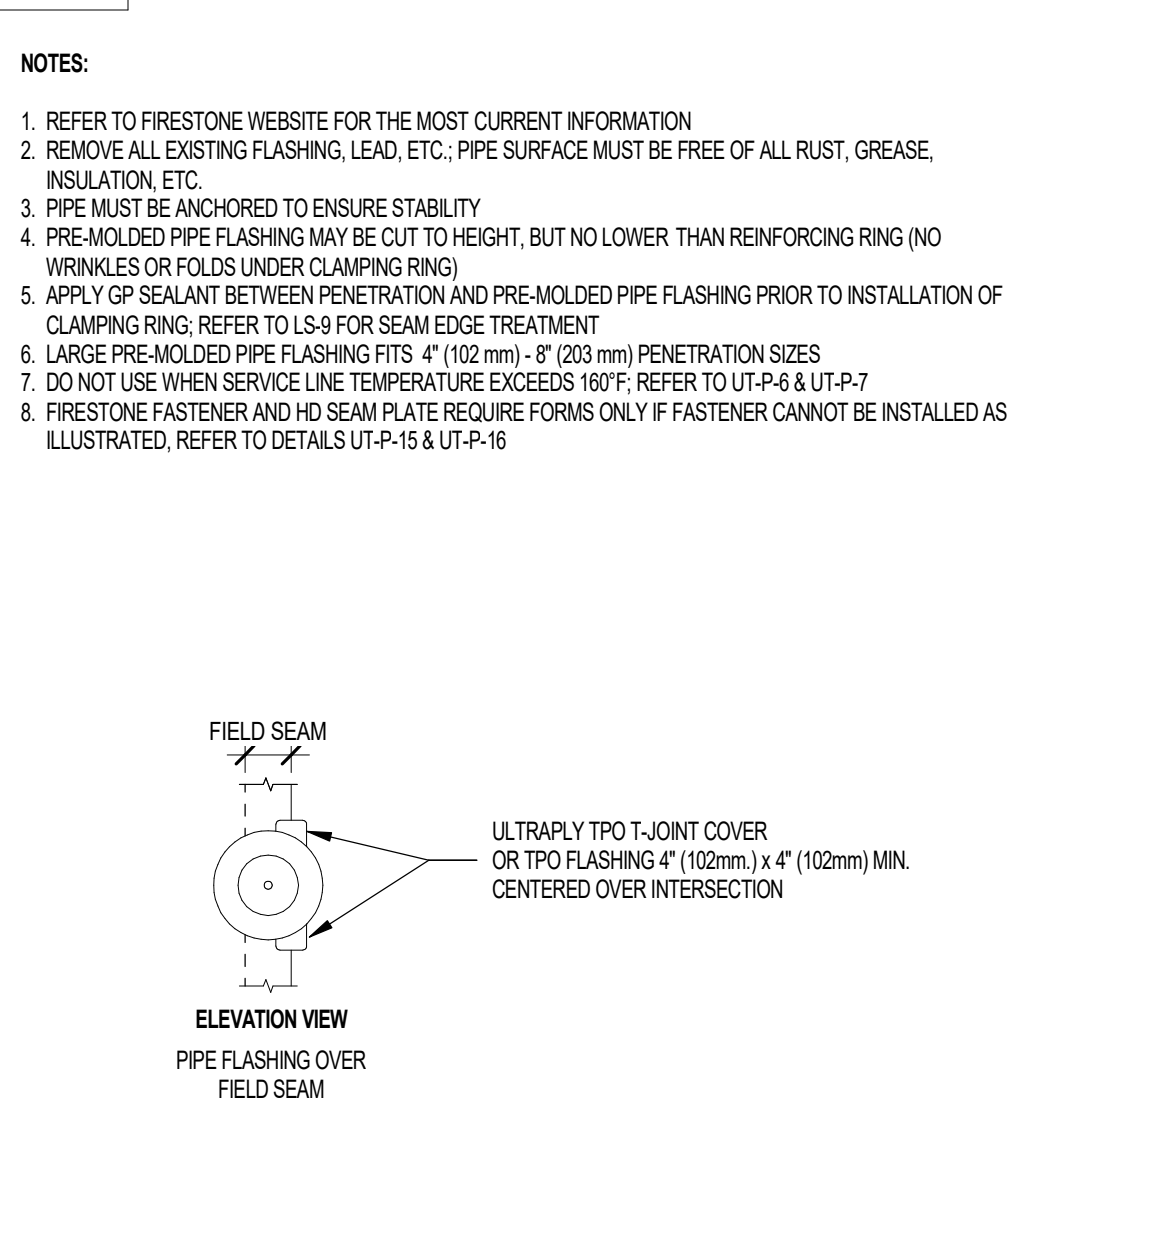 NOTES:
1. REFER TO FIRESTONE WEBSITE FOR THE MOST CURRENT INFORMATION
2. REMOVE ALL EXISTING FLASHING, LEAD, ETC.; PIPE SURFACE MUST BE FREE OF ALL RUST, GREASE,
INSULATION, ETC.
3. PIPE MUST BE ANCHORED TO ENSURE STABILITY
4. PRE-MOLDED PIPE FLASHING MAY BE CUT TO HEIGHT, BUT NO LOWER THAN REINFORCING RING (NO
WRINKLES OR FOLDS UNDER CLAMPING RING)
5. APPLY GP SEALANT BETWEEN PENETRATION AND PRE-MOLDED PIPE FLASHING PRIOR TO INSTALLATION OF
CLAMPING RING; REFER TO LS-9 FOR SEAM EDGE TREATMENT
6. LARGE PRE-MOLDED PIPE FLASHING FITS 4" (102 mm) - 8" (203 mm) PENETRATION SIZES
7. DO NOT USE WHEN SERVICE LINE TEMPERATURE EXCEEDS 160°F; REFER TO UT-P-6 & UT-P-7
8. FIRESTONE FASTENER AND HD SEAM PLATE REQUIRE FORMS ONLY IF FASTENER CANNOT BE INSTALLED AS
ILLUSTRATED, REFER TO DETAILS UT-P-15 & UT-P-16
FIELD SEAM
ULTRAPLY TPO T-JOINT COVER
OR TPO FLASHING 4" (102mm.) x 4" (102mm) MIN.
CENTERED OVER INTERSECTION
ELEVATION VIEW
PIPE FLASHING OVER
FIELD SEAM